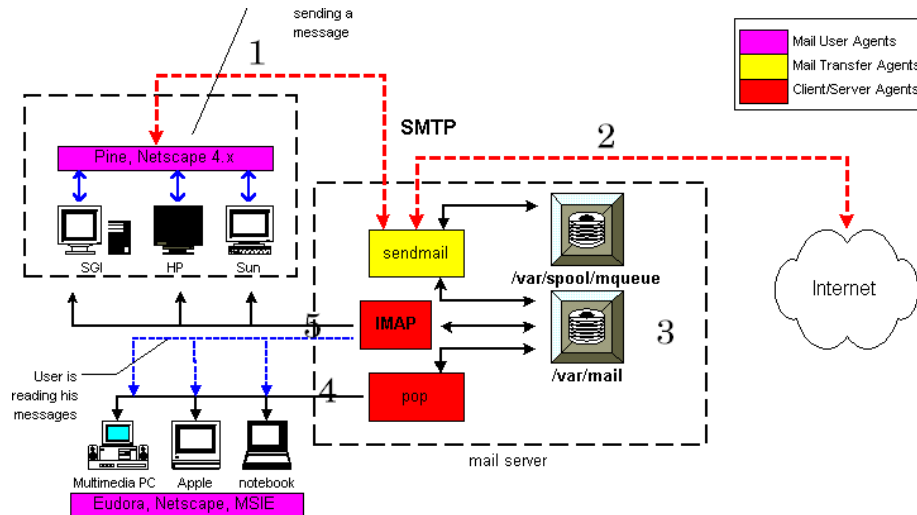 sending a
message
1
Mail User Agents
Mail Transfer Agents
Client/Server Agents
SMTP
2
Pine, Netscape 4.x
SGI
HP
Sun
sendmail
/var/spool/mqueue
Internet
IMAP
5
3
/var/mail
User is
reading his
messages
4
pop
mail server
Multimedia PC
Apple
notebook
Eudora, Netscape, MSIE